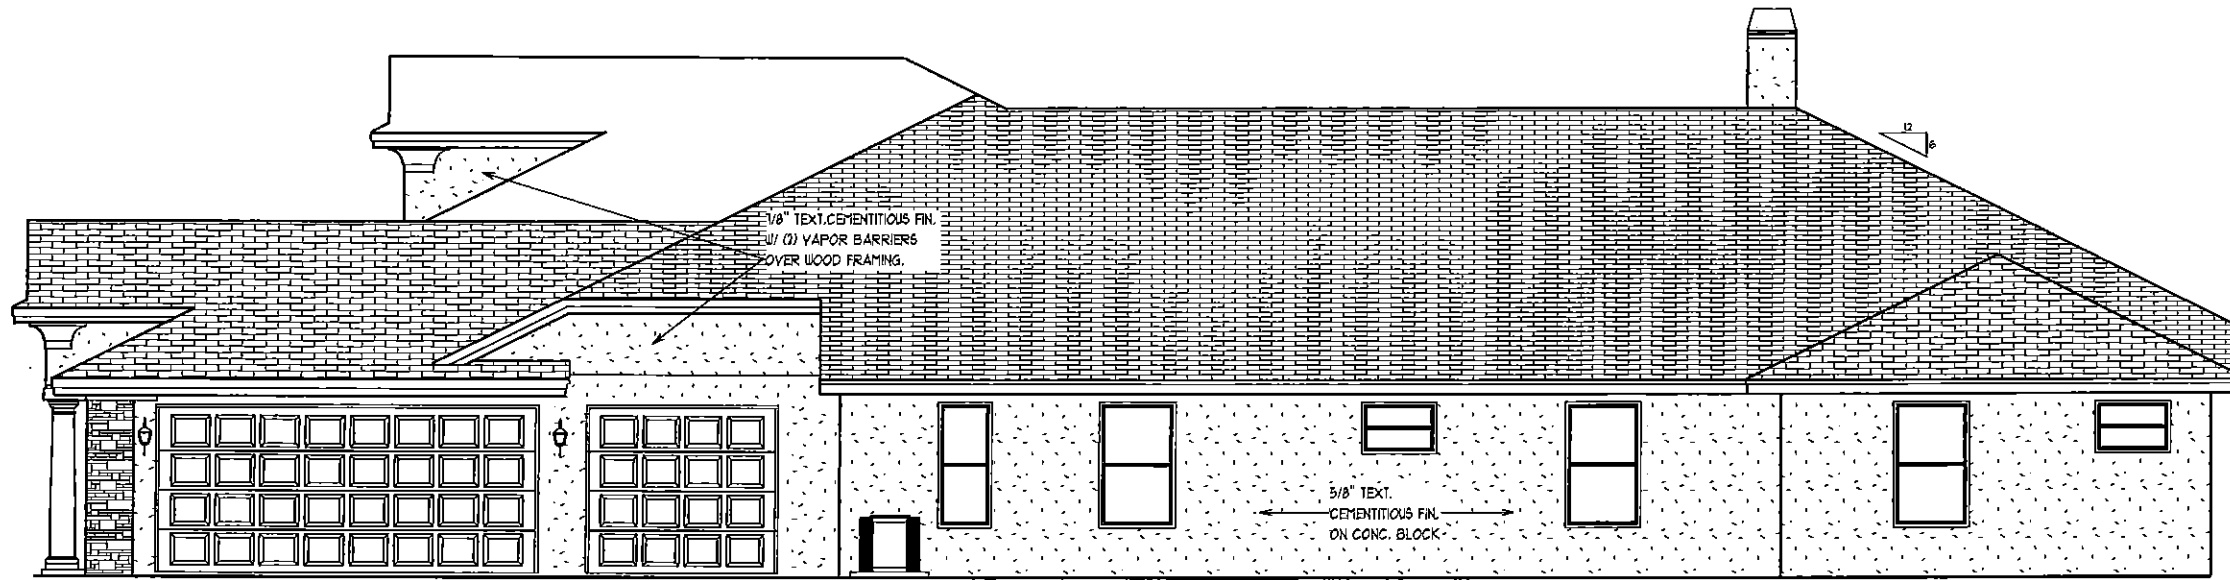 12
6
7/8" TEXT.CEMENTITIOUS FIN.
W/ (2) VAPOR BARRIERS
OVER WOOD FRAMING.
5/8" TEXT.
CEMENTITIOUS FIN.
ON CONC. BLOCK